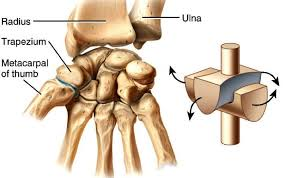 Radius
Ulna
Trapezium
Metacarpal
of thumb